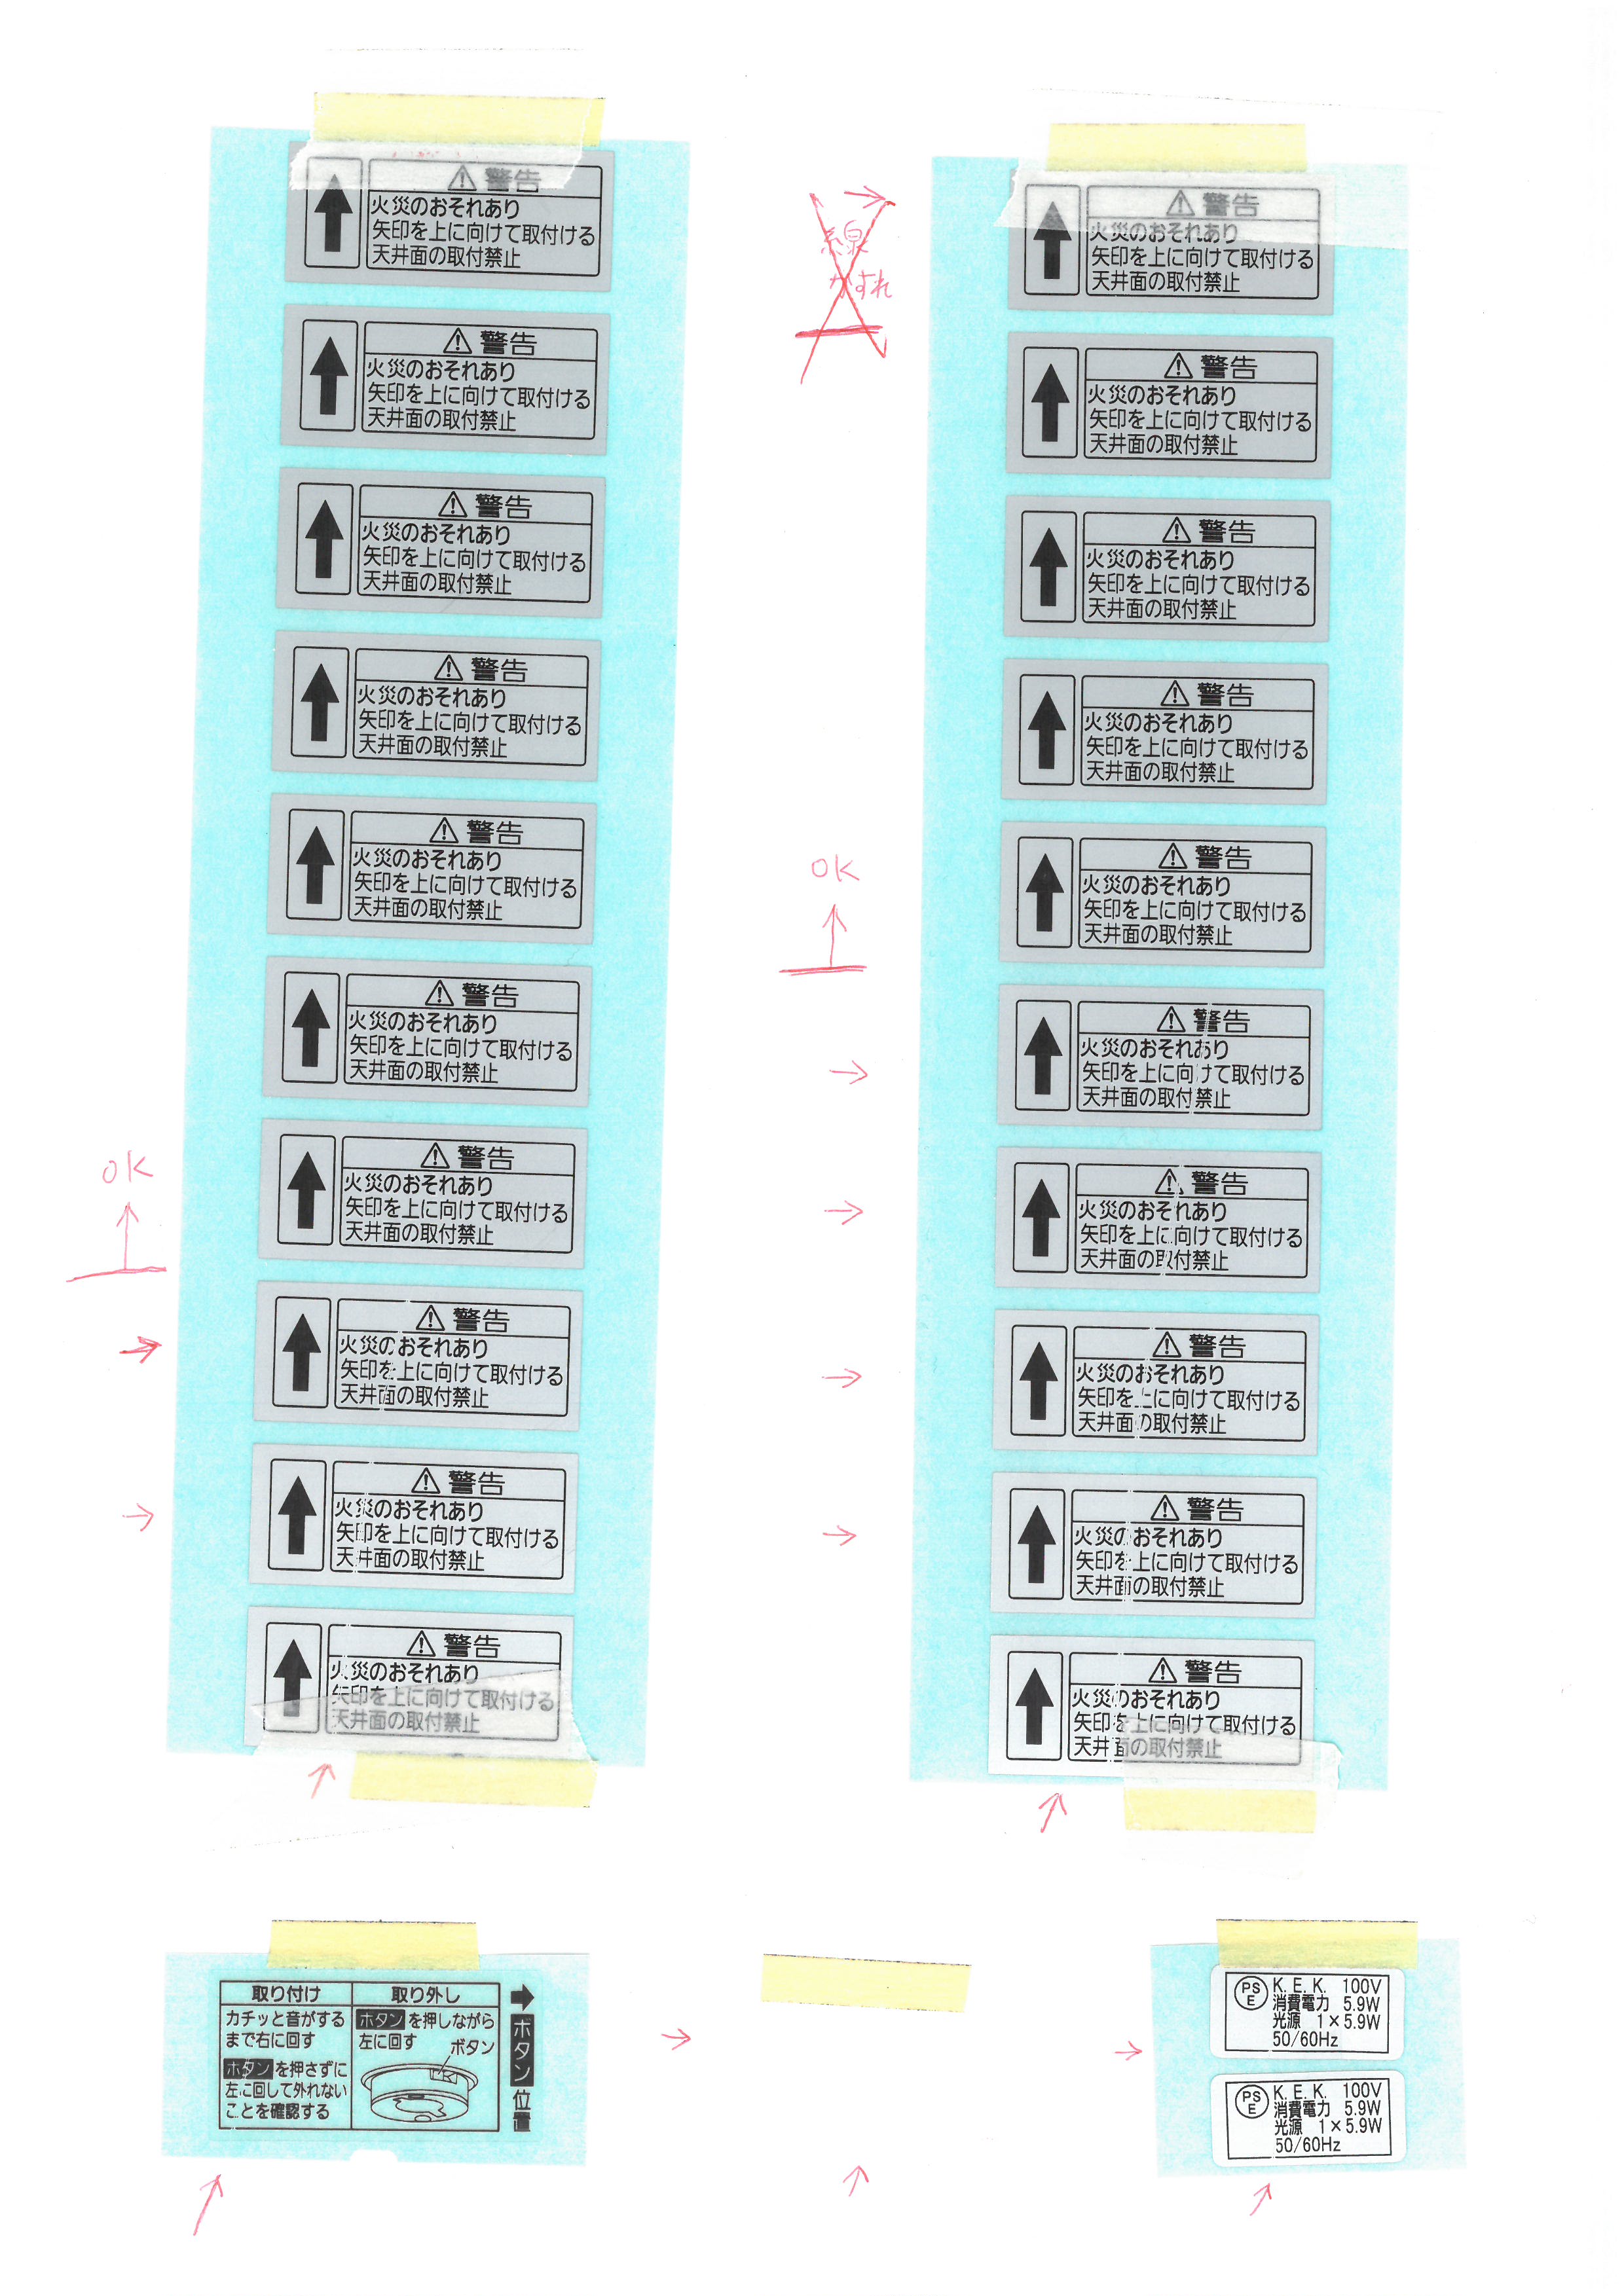 ⚠ 警告
火災のおそれあり
矢印を上に向けて取付ける
天井面の取付禁止
⚠ 警告
火災のおそれあり
矢印を上に向けて取付ける
天井面の取付禁止
⚠ 警告
火災のおそれあり
矢印を上に向けて取付ける
天井面の取付禁止
⚠ 警告
火災のおそれあり
矢印を上に向けて取付ける
天井面の取付禁止
⚠ 警告
火災のおそれあり
矢印を上に向けて取付ける
天井面の取付禁止
⚠ 警告
火災のおそれあり
矢印を上に向けて取付ける
天井面の取付禁止
OK
⚠ 警告
火災のおそれあり
矢印を上に向けて取付ける
天井面の取付禁止
⚠ 警告
火災のおそれあり
矢印を上に向けて取付ける
天井面の取付禁止
⚠ 警告
火災のおそれあり
矢印を上に向けて取付ける
天井面の取付禁止
⚠ 警告
火災のおそれあり
矢印を上に向けて取付ける
天井面の取付禁止
線
かすれ
⚠ 警告
火災のおそれあり
矢印を上に向けて取付ける
天井面の取付禁止
⚠ 警告
火災のおそれあり
矢印を上に向けて取付ける
天井面の取付禁止
⚠ 警告
火災のおそれあり
矢印を上に向けて取付ける
天井面の取付禁止
⚠ 警告
火災のおそれあり
矢印を上に向けて取付ける
天井面の取付禁止
OK
⚠ 警告
火災のおそれあり
矢印を上に向けて取付ける
天井面の取付禁止
⚠ 警告
火災のおそれあり
矢印を上に向けて取付ける
天井面の取付禁止
⚠ 警告
火災のおそれあり
矢印を上に向けて取付ける
天井面の取付禁止
⚠ 警告
火災のおそれあり
矢印を上に向けて取付ける
天井面の取付禁止
⚠ 警告
火災のおそれあり
矢印を上に向けて取付ける
天井面の取付禁止
⚠ 警告
火災のおそれあり
矢印を上に向けて取付ける
天井面の取付禁止
取り付け
カチッと音がする
まで右に回す
ボタンを押さずに
左に回して外れない
ことを確認する
取り外し
ボタンを押しながら
左に回す
ボタン
➡ボタン位置
PS E K. E. K. 100V
消費電力 5.9W
光源 1×5.9W
50/60Hz
PS E K. E. K. 100V
消費電力 5.9W
光源 1×5.9W
50/60Hz